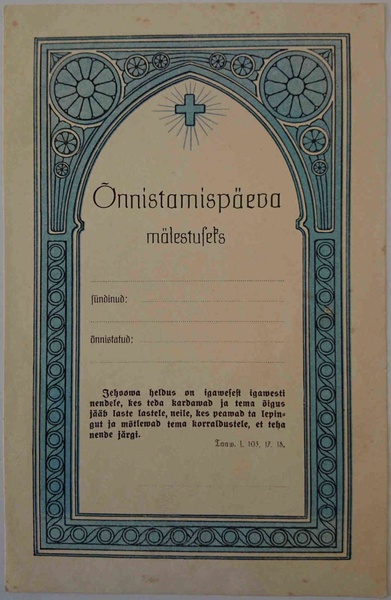 Õnnistamispäeva
mälestuseks
sündinud:
õnnistatud:
Jehoowa heldus on igawesest igawesti
nendele, kes teda kardawad ja tema õigus
jääb laste lastele, neile, kes peawad ta lepin-
gut ja mõtlewad tema korraldustele, et teha
nende järgi.
Taaw. l. 103, 17. 18.